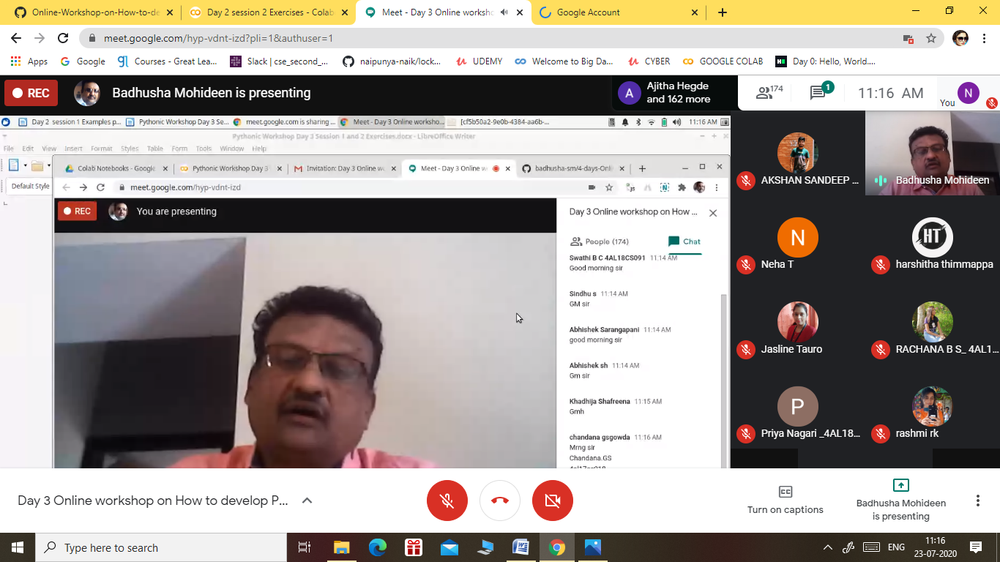 Online-Workshop-on-How-to-de
Day 2 session 2 Exercises - Colab
Meet - Day 3 Online worksho
Google Account
meet.google.com/hyp-vdnt-izd?pli=1&authuser=1
Apps
Google
Courses - Great Lea...
Slack | cse_second_...
naipunya-naik/lock...
UDEMY
Welcome to Big Da...
CYBER
GOOGLE COLAB
Day 0: Hello, World....
REC
Badhusha Mohideen is presenting
A
Ajitha Hegde
and 162 more
174
1
11:16 AM
You
N
Day 2 session 1 Examples p...
Pythonic Workshop Day 3 Se...
meet.google.com is sharing ...
Meet - Day 3 Online worksho...
[cf5b50a2-9e0b-4384-aa6b-...
11:16 AM
Pythonic Workshop Day 3 Session 1 and 2 Exercises.docx - LibreOffice Writer
File Edit View Insert Format Styles Table Form Tools Window Help
Default Style
Colab Notebooks - Google
Pythonic Workshop Day 3
Invitation: Day 3 Online w
Meet - Day 3 Online w
badhusha-sm/4-days-Onli
meet.google.com/hyp-vdnt-izd
REC
You are presenting
Day 3 Online workshop on How ...
People (174)
Chat
Swathi B C 4AL18CS091 11:14 AM
Good morning sir
Sindhu s 11:14 AM
GM sir
Abhishek Sarangapani 11:14 AM
good morning sir
Abhishek sh 11:14 AM
Gm sir
Khadhija Shafreena 11:15 AM
Gmh
chandana gsgowda 11:16 AM
Mrng sir
Chandana.GS
AKSHAN SANDEEP ...
Badhusha Mohideen
N
Neha T
HT
harshitha thimmappa
Jasline Tauro
RACHANA B S_ 4AL1...
P
Priya Nagari _4AL18...
rashmi rk
Day 3 Online workshop on How to develop P...
Turn on captions
Badhusha Mohideen
is presenting
Type here to search
ENG
11:16
23-07-2020